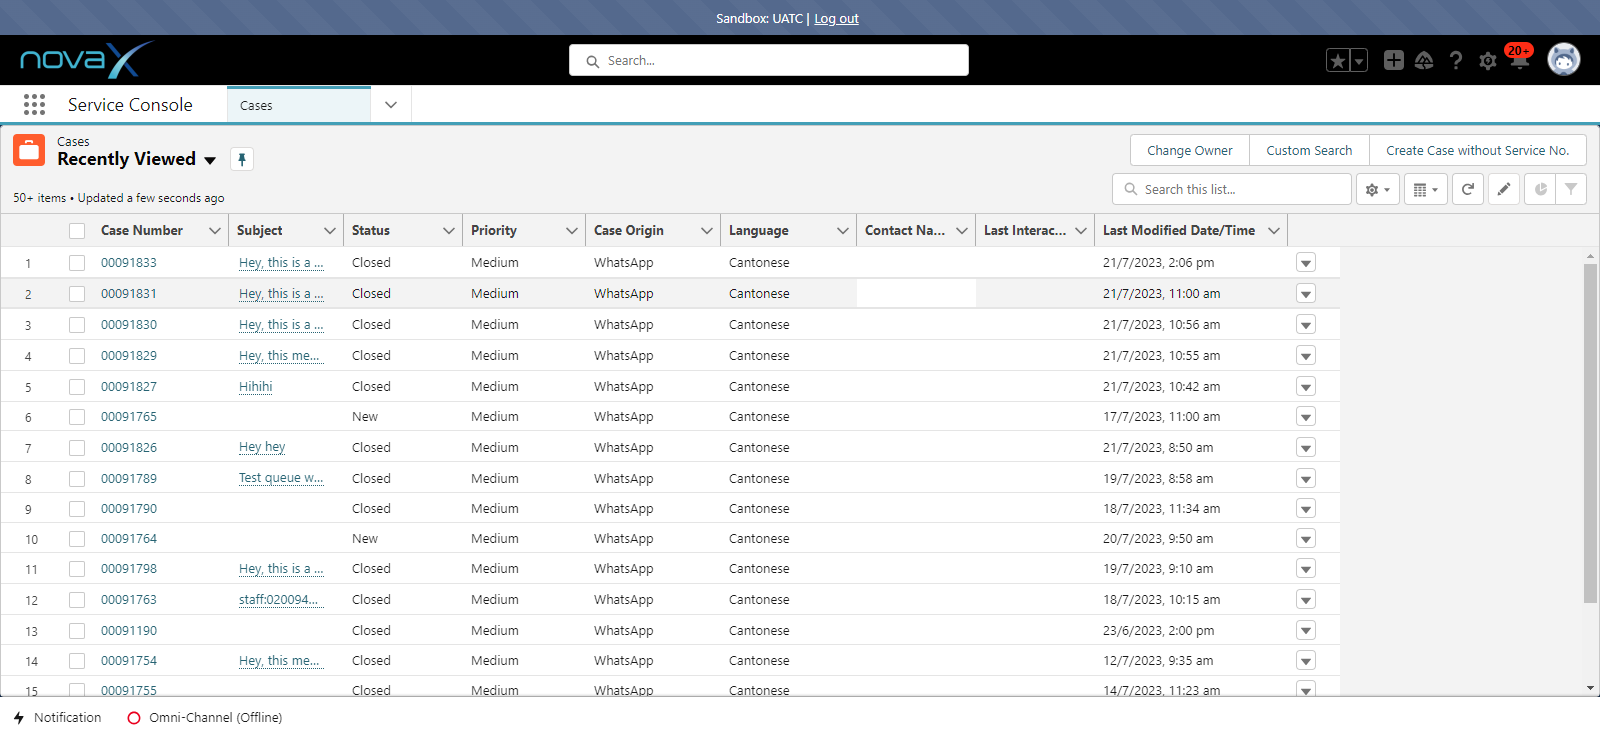 Sandbox: UATC | Log out
novaX
Search...
20+
Service Console
Cases
Cases
Recently Viewed
Change Owner
Custom Search
Create Case without Service No.
50+ items • Updated a few seconds ago
Search this list...
Case Number Subject Status Priority Case Origin Language Contact Na... Last Interac... Last Modified Date/Time
1 00091833 Hey, this is a ... Closed Medium WhatsApp Cantonese 21/7/2023, 2:06 pm
2 00091831 Hey, this is a ... Closed Medium WhatsApp Cantonese 21/7/2023, 11:00 am
3 00091830 Hey, this is a ... Closed Medium WhatsApp Cantonese 21/7/2023, 10:56 am
4 00091829 Hey, this me... Closed Medium WhatsApp Cantonese 21/7/2023, 10:55 am
5 00091827 Hihihi Closed Medium WhatsApp Cantonese 21/7/2023, 10:42 am
6 00091765 New Medium WhatsApp Cantonese 17/7/2023, 11:00 am
7 00091826 Hey hey Closed Medium WhatsApp Cantonese 21/7/2023, 8:50 am
8 00091789 Test queue w... Closed Medium WhatsApp Cantonese 19/7/2023, 8:58 am
9 00091790 Closed Medium WhatsApp Cantonese 18/7/2023, 11:34 am
10 00091764 New Medium WhatsApp Cantonese 20/7/2023, 9:50 am
11 00091798 Hey, this is a ... Closed Medium WhatsApp Cantonese 19/7/2023, 9:10 am
12 00091763 staff:020094... Closed Medium WhatsApp Cantonese 18/7/2023, 10:15 am
13 00091190 Closed Medium WhatsApp Cantonese 23/6/2023, 2:00 pm
14 00091754 Hey, this me... Closed Medium WhatsApp Cantonese 12/7/2023, 9:35 am
15 00091755 Closed Medium WhatsApp Cantonese 14/7/2023, 11:23 am
Notification
Omni-Channel (Offline)